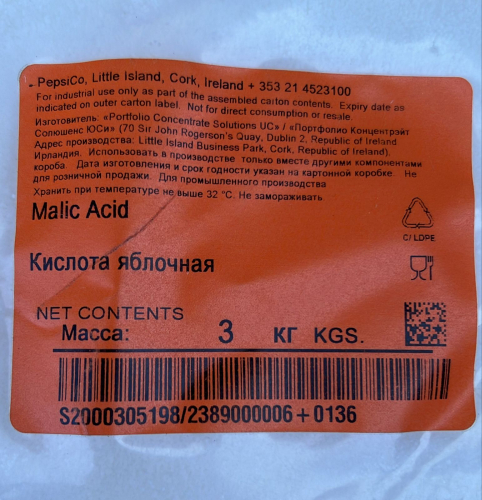 - PepsiCo, Little Island, Cork, Ireland + 353 21 4523100
For industrial use only as part of the assembled carton contents. Expiry date as
indicated on outer carton label. Not for direct consumption or resale.
Изготовитель: «Portfolio Concentrate Solutions UC» / «Портфолио Концентрэйт
Солюшенс ЮСи» (70 Sir John Rogerson's Quay, Dublin 2, Republic of Ireland
Адрес производства: Little Island Business Park, Cork, Republic of Ireland).
Ирландия. Использовать в производстве только вместе другими компонентами
короба. Дата изготовления и срок годности указан на картонной коробке. Не
для розничной продажи. Для промышленного производства
Хранить при температуре не выше 32 °C. Не замораживать
Malic Acid
C/LDPE
Кислота яблочная
NET CONTENTS
Масса: 3 кг KGS.
S2000305198/2389000006+0136